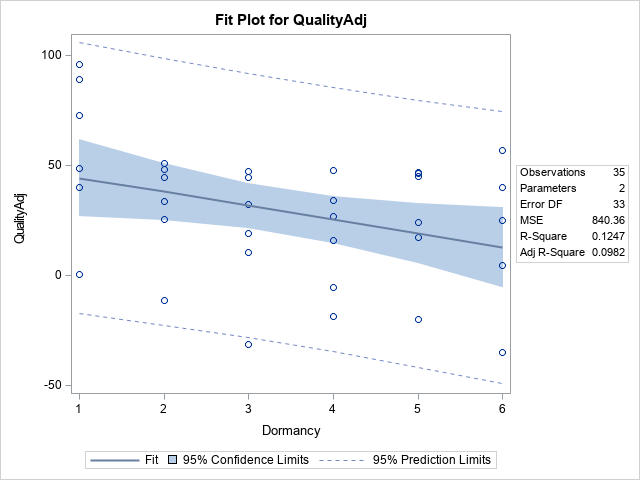 Fit Plot for QualityAdj
100
50
0
-50
QualityAdj
1 2 3 4 5 6
Dormancy
Observations 35
Parameters 2
Error DF 33
MSE 840.36
R-Square 0.1247
Adj R-Square 0.0982
Fit 95% Confidence Limits 95% Prediction Limits